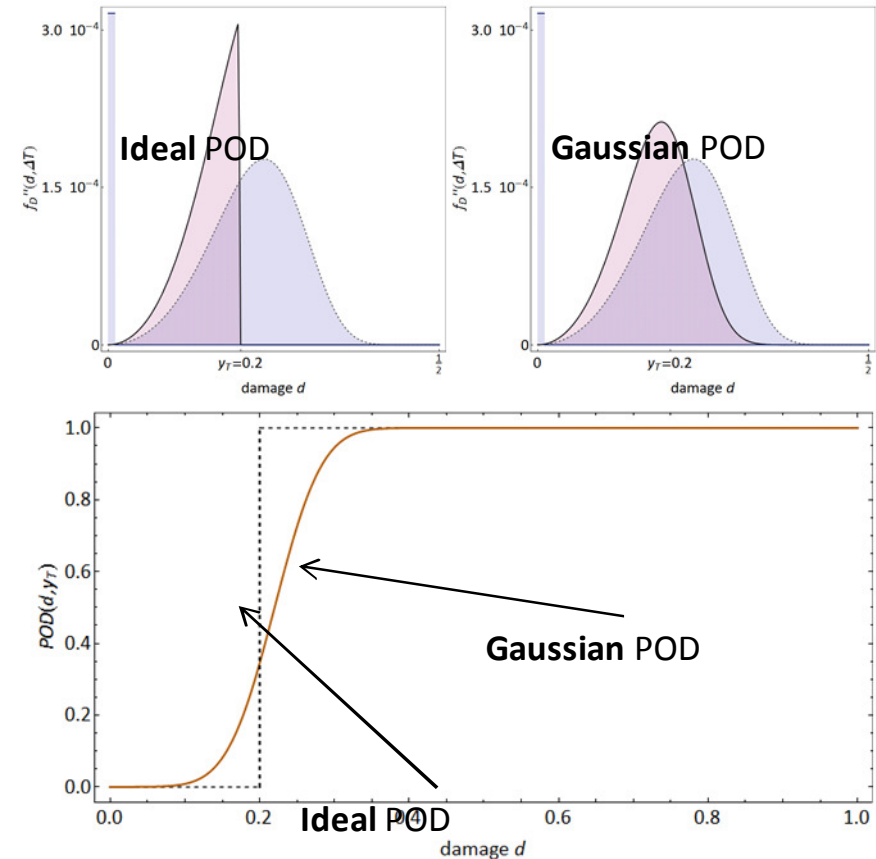 3.0 10⁻⁴
Ideal POD
f_D''(d,ΔT)
1.5 10⁻⁴
0
0
y_T=0.2
1/2
damage d
3.0 10⁻⁴
Gaussian POD
f_D''(d,ΔT)
1.5 10⁻⁴
0
0
y_T=0.2
1/2
damage d
1.0
0.8
0.6
POD(d,y_T)
0.4
Gaussian POD
0.2
0.0
0.0 0.2 0.4 0.6 0.8 1.0
Ideal POD
damage d